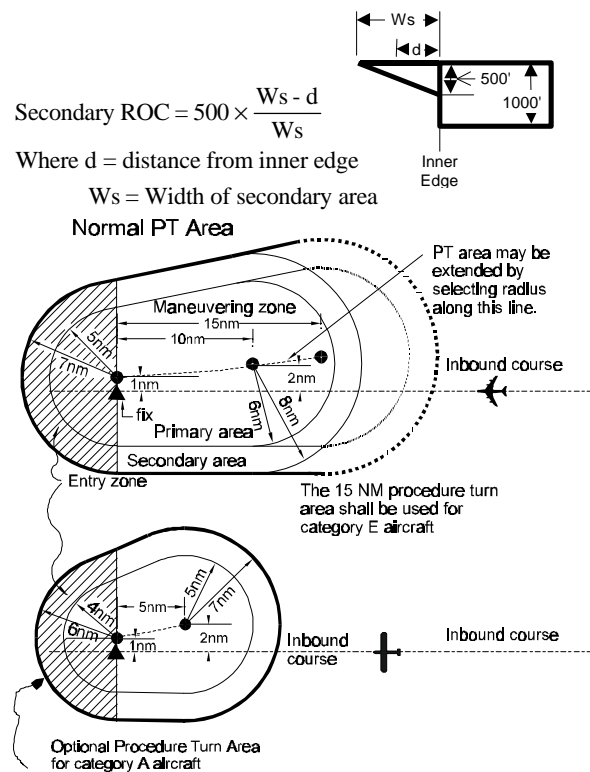 Ws
d
500'
1000'
Inner
Edge
Secondary ROC = 500 × (Ws - d) / Ws
Where d = distance from inner edge
Ws = Width of secondary area
Normal PT Area
PT area may be
extended by
selecting radius
along this line.
Maneuvering zone
15nm
10nm
5nm
7nm
1nm
2nm
Inbound course
fix
6nm
8nm
Primary area
Secondary area
Entry zone
The 15 NM procedure turn
area shall be used for
category E aircraft
5nm
5nm
7nm
4nm
6nm
1nm
2nm
Inbound
course
Inbound course
Optional Procedure Turn Area
for category A aircraft